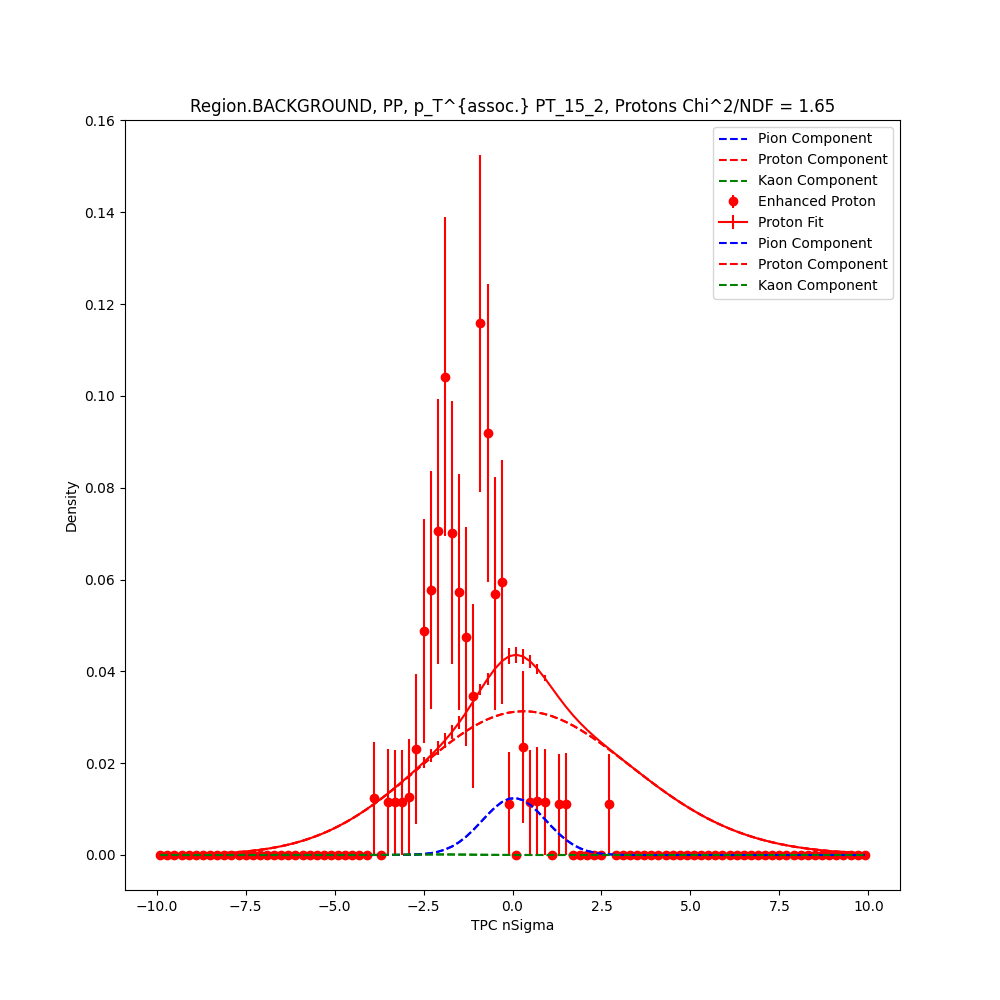 Region.BACKGROUND, PP, p_T^{assoc.} PT_15_2, Protons Chi^2/NDF = 1.65
Pion Component
Proton Component
Kaon Component
Enhanced Proton
Proton Fit
Pion Component
Proton Component
Kaon Component
0.16
0.14
0.12
0.10
0.08
0.06
0.04
0.02
0.00
Density
−10.0 −7.5 −5.0 −2.5 0.0 2.5 5.0 7.5 10.0
TPC nSigma